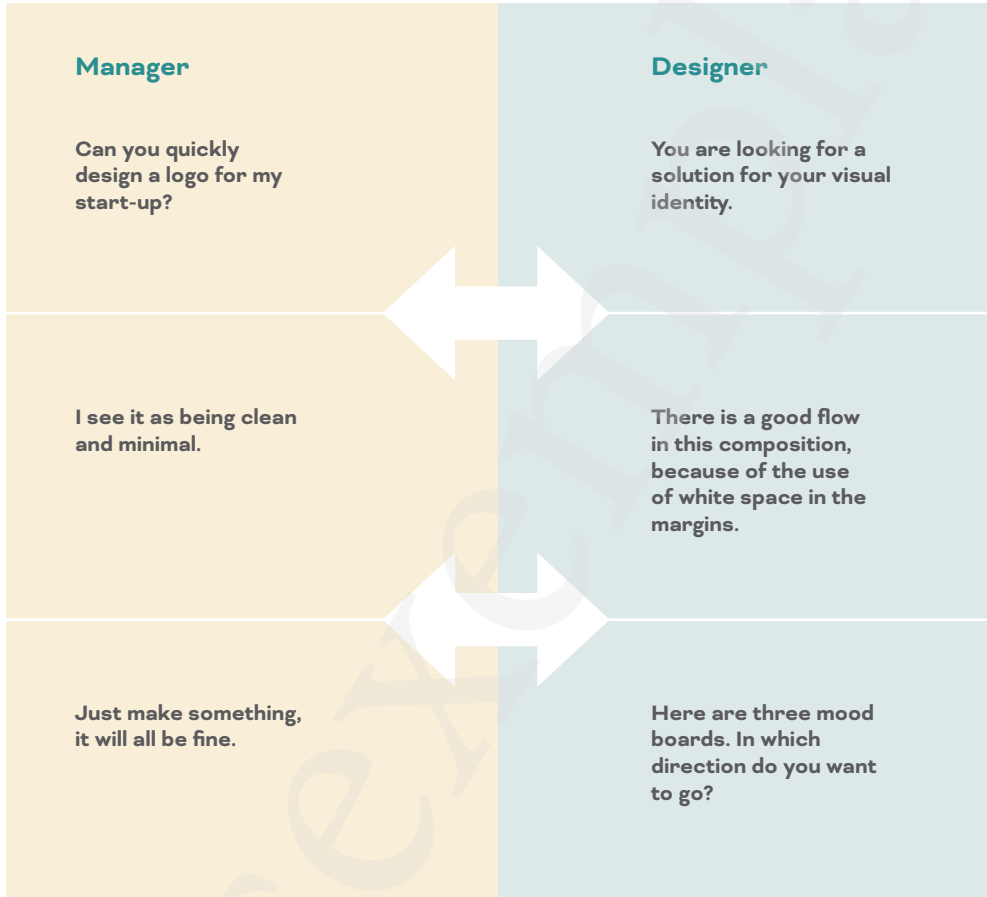 Manager
Designer
Can you quickly
design a logo for my
start-up?
You are looking for a
solution for your visual
identity.
I see it as being clean
and minimal.
There is a good flow
in this composition,
because of the use
of white space in the
margins.
Just make something,
it will all be fine.
Here are three mood
boards. In which
direction do you want
to go?